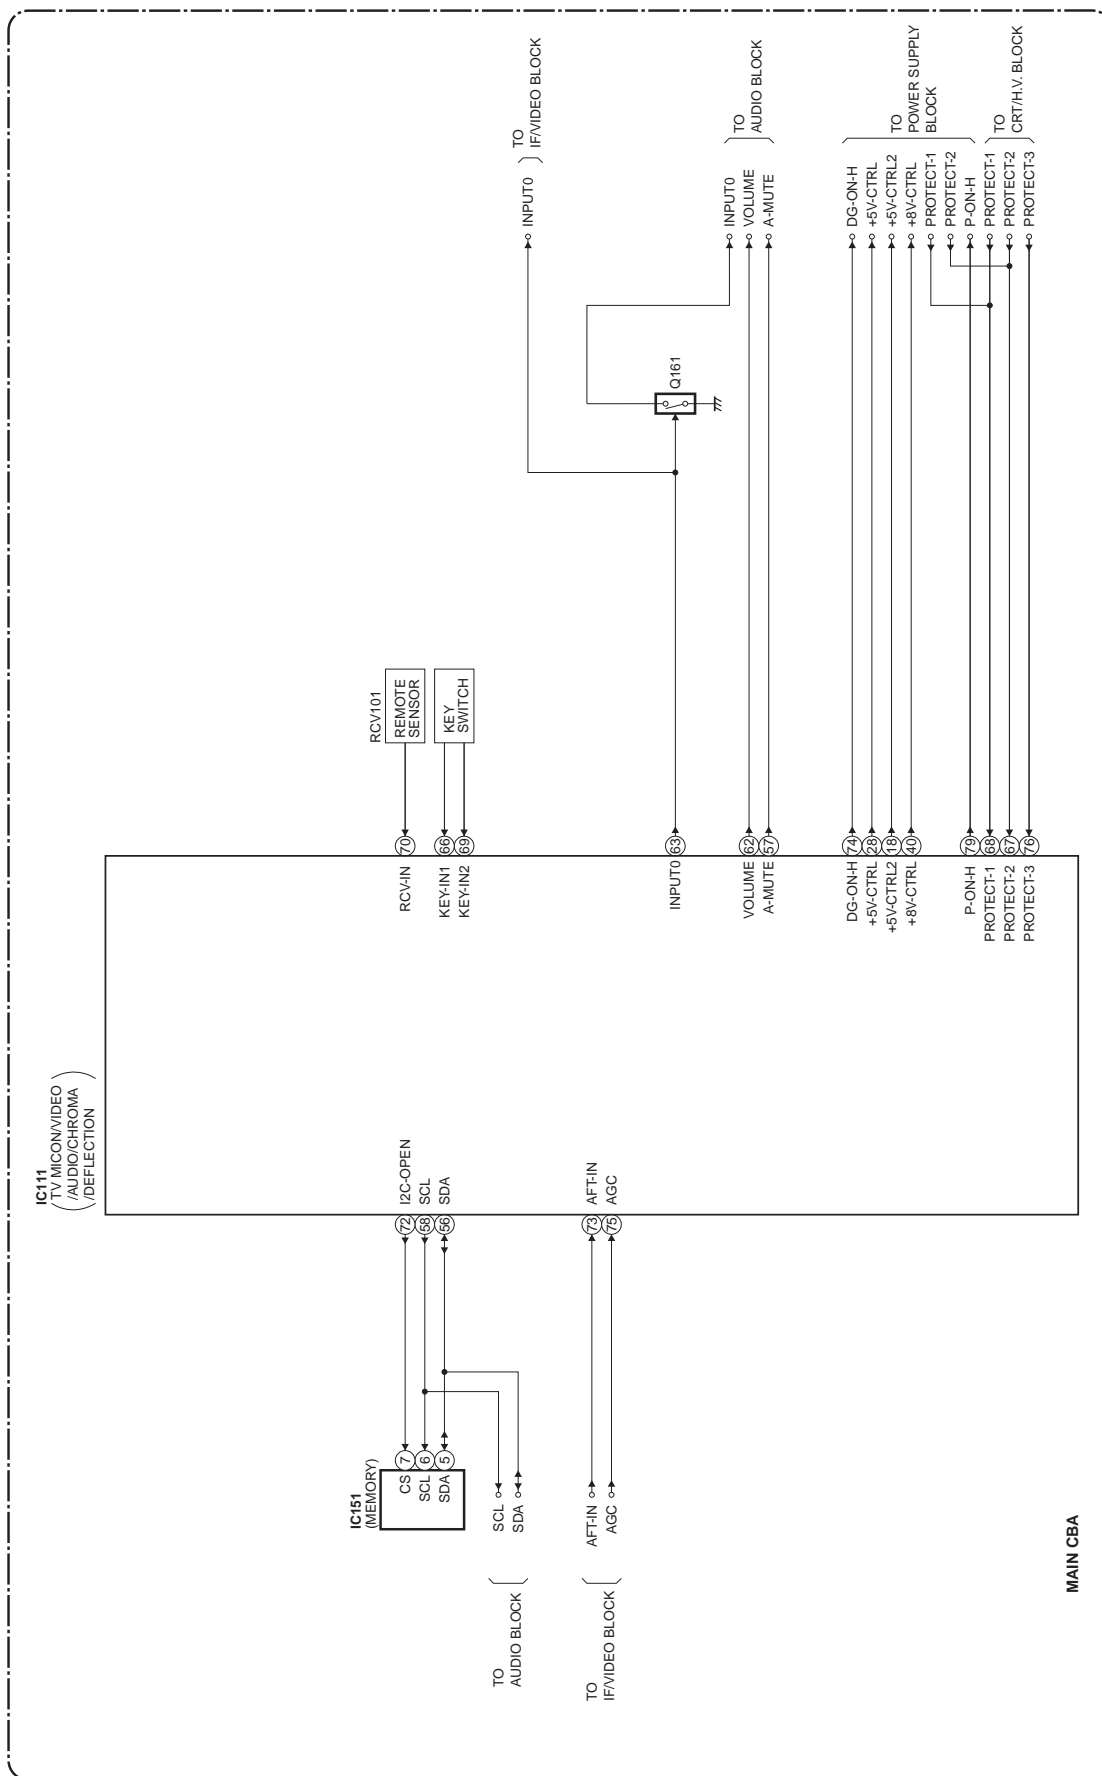 IC111
TV MICON/VIDEO
/AUDIO/CHROMA
/DEFLECTION
IC151
(MEMORY)
CS
7
SCL
6
SDA
5
72
I2C-OPEN
58
SCL
56
SDA
SCL
SDA
TO
AUDIO BLOCK
AFT-IN
AGC
TO
IF/VIDEO BLOCK
73
AFT-IN
75
AGC
RCV-IN
70
RCV101
REMOTE
SENSOR
KEY-IN1
66
KEY-IN2
69
KEY
SWITCH
INPUT0
63
Q161
INPUT0
TO
IF/VIDEO BLOCK
VOLUME
62
A-MUTE
57
INPUT0
VOLUME
A-MUTE
TO
AUDIO BLOCK
DG-ON-H
74
+5V-CTRL
28
+5V-CTRL2
18
+8V-CTRL
40
P-ON-H
79
PROTECT-1
68
PROTECT-2
67
PROTECT-3
76
DG-ON-H
+5V-CTRL
+5V-CTRL2
+8V-CTRL
PROTECT-1
PROTECT-2
P-ON-H
TO
POWER SUPPLY
BLOCK
PROTECT-1
PROTECT-2
PROTECT-3
TO
CRT/H.V. BLOCK
MAIN CBA